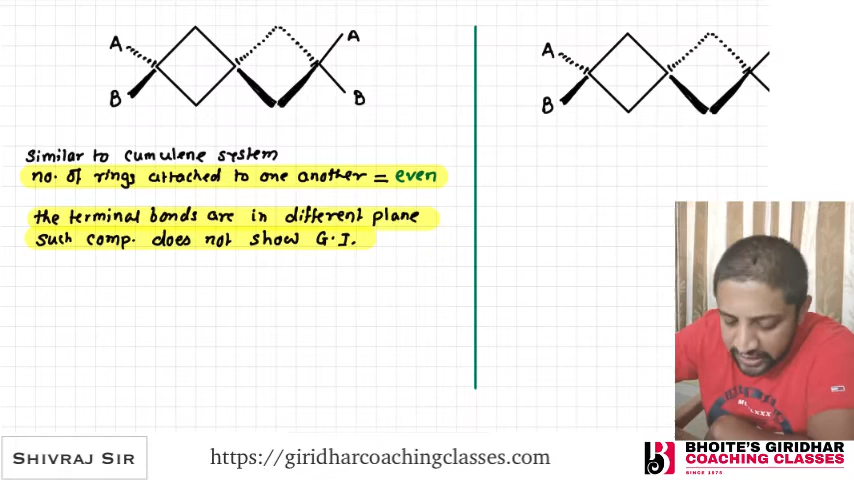 A
A
B
B
A
B
Similar to cumulene system
no. of rings attached to one another = even
the terminal bonds are in different plane
such comp. does not show G.I.
SHIVRAJ SIR
https://giridharcoachingclasses.com
BHOITE'S GIRIDHAR
COACHING CLASSES
SINCE 1975